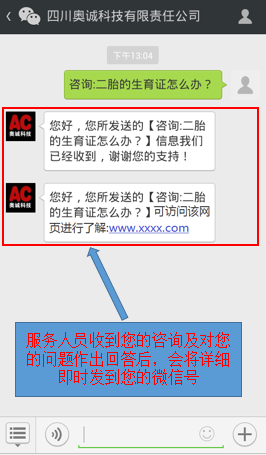 四川奥诚科技有限责任公司
下午13:04
咨询:二胎的生育证怎么办？
AC
奥诚科技
您好，您所发送的【咨询:二胎
的生育证怎么办？】信息我们
已经收到，谢谢您的支持！
AC
奥诚科技
您好，您所发送的【咨询:二胎
的生育证怎么办？】可访问该网
页进行了解:www.xxxx.com
服务人员收到您的咨询及对您
的问题作出回答后，会将详细
即时发到您的微信号